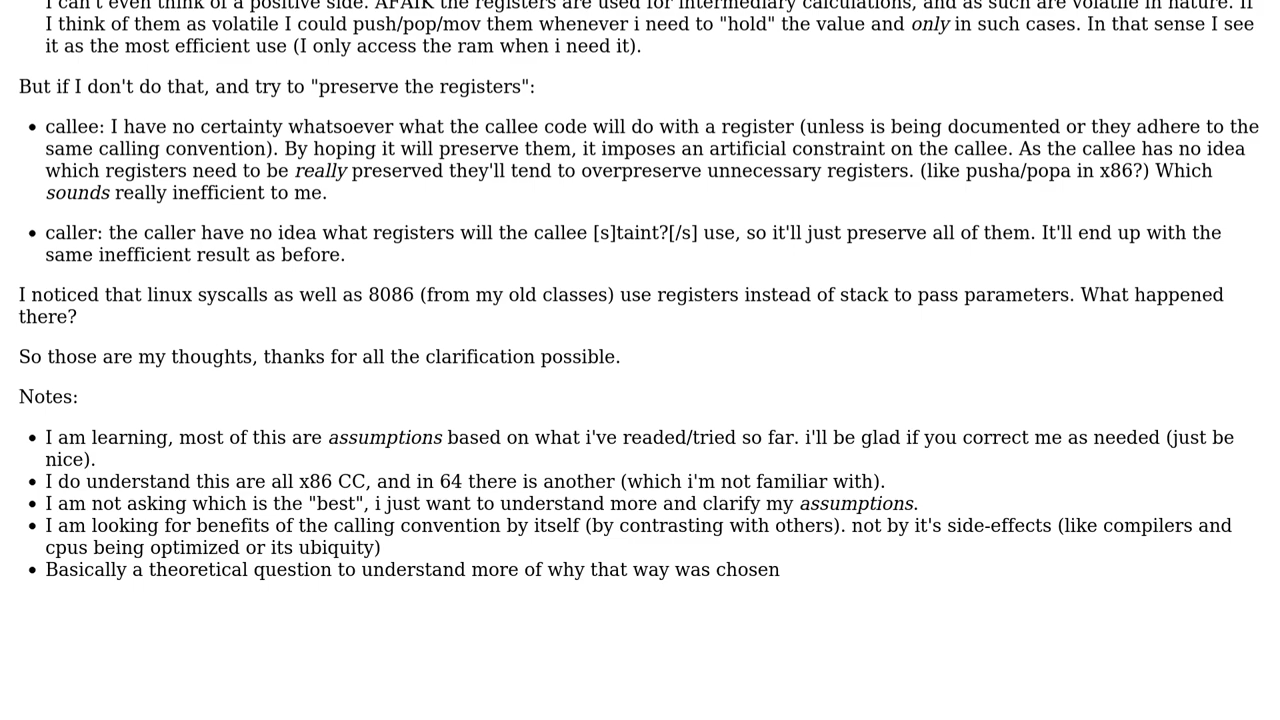 I can't even think of a positive side. AFAIK the registers are used for intermediary calculations, and as such are volatile in nature. If
I think of them as volatile I could push/pop/mov them whenever i need to "hold" the value and only in such cases. In that sense I see
it as the most efficient use (I only access the ram when i need it).
But if I don't do that, and try to "preserve the registers":
• callee: I have no certainty whatsoever what the callee code will do with a register (unless is being documented or they adhere to the
same calling convention). By hoping it will preserve them, it imposes an artificial constraint on the callee. As the callee has no idea
which registers need to be really preserved they'll tend to overpreserve unnecessary registers. (like pusha/popa in x86?) Which
sounds really inefficient to me.
• caller: the caller have no idea what registers will the callee [s]taint?[/s] use, so it'll just preserve all of them. It'll end up with the
same inefficient result as before.
I noticed that linux syscalls as well as 8086 (from my old classes) use registers instead of stack to pass parameters. What happened
there?
So those are my thoughts, thanks for all the clarification possible.
Notes:
• I am learning, most of this are assumptions based on what i've readed/tried so far. i'll be glad if you correct me as needed (just be
nice).
• I do understand this are all x86 CC, and in 64 there is another (which i'm not familiar with).
• I am not asking which is the "best", i just want to understand more and clarify my assumptions.
• I am looking for benefits of the calling convention by itself (by contrasting with others). not by it's side-effects (like compilers and
cpus being optimized or its ubiquity)
• Basically a theoretical question to understand more of why that way was chosen